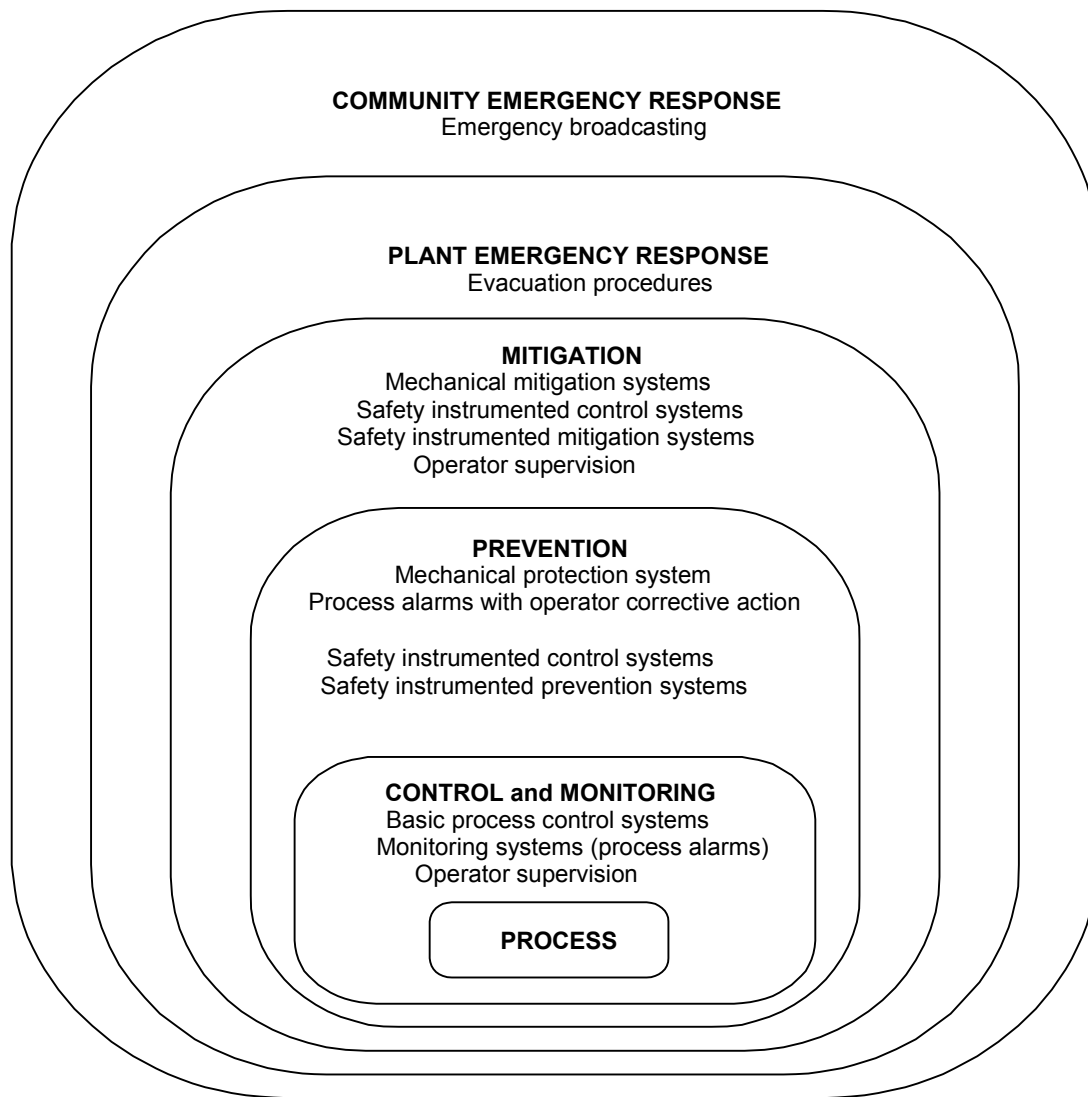 COMMUNITY EMERGENCY RESPONSE
Emergency broadcasting
PLANT EMERGENCY RESPONSE
Evacuation procedures
MITIGATION
Mechanical mitigation systems
Safety instrumented control systems
Safety instrumented mitigation systems
Operator supervision
PREVENTION
Mechanical protection system
Process alarms with operator corrective action
Safety instrumented control systems
Safety instrumented prevention systems
CONTROL and MONITORING
Basic process control systems
Monitoring systems (process alarms)
Operator supervision
PROCESS